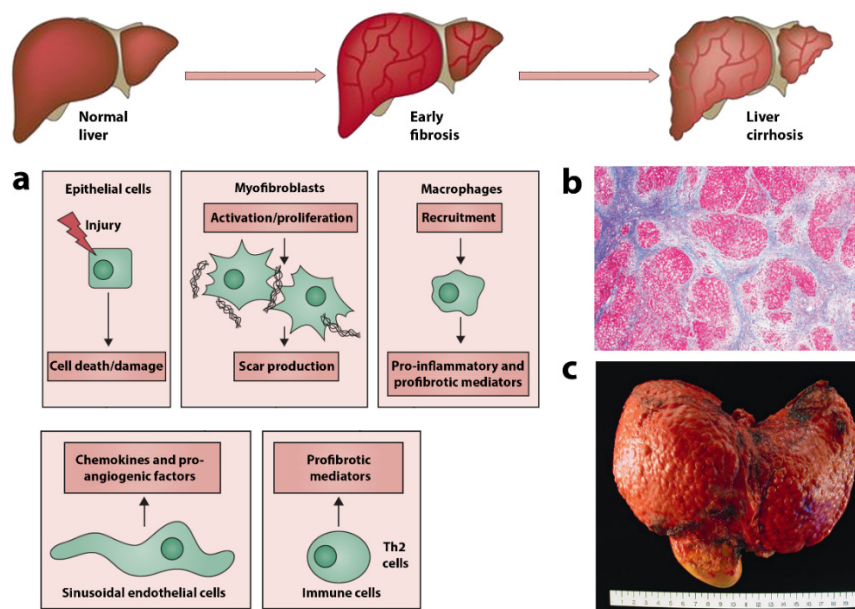 Normal
liver
Early
fibrosis
Liver
cirrhosis
a
Epithelial cells
Injury
Cell death/damage
Myofibroblasts
Activation/proliferation
Scar production
Macrophages
Recruitment
Pro-inflammatory and
profibrotic mediators
Chemokines and pro-
angiogenic factors
Sinusoidal endothelial cells
Profibrotic
mediators
Th2
cells
Immune cells
b
c